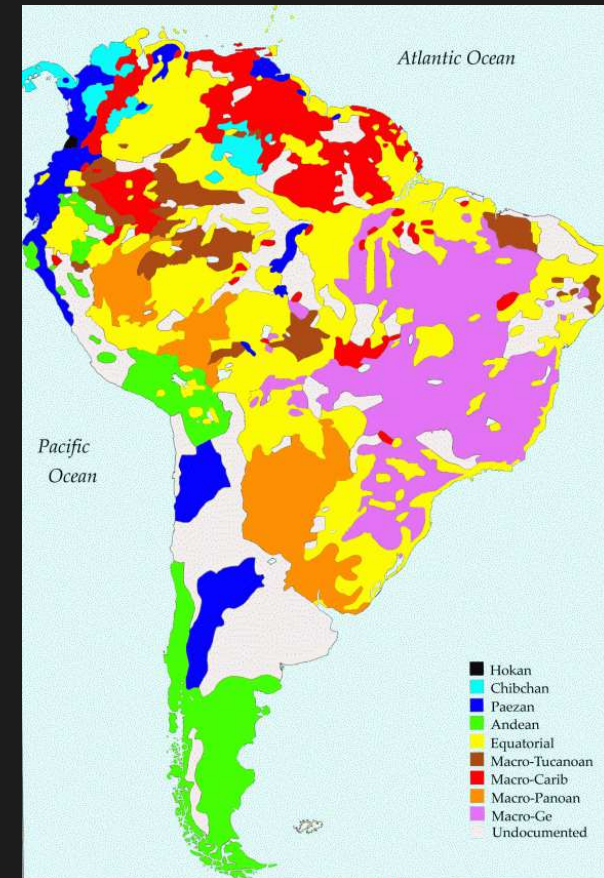 Atlantic Ocean
Pacific
Ocean
Hokan
Chibchan
Paezan
Andean
Equatorial
Macro-Tucanoan
Macro-Carib
Macro-Panoan
Macro-Ge
Undocumented